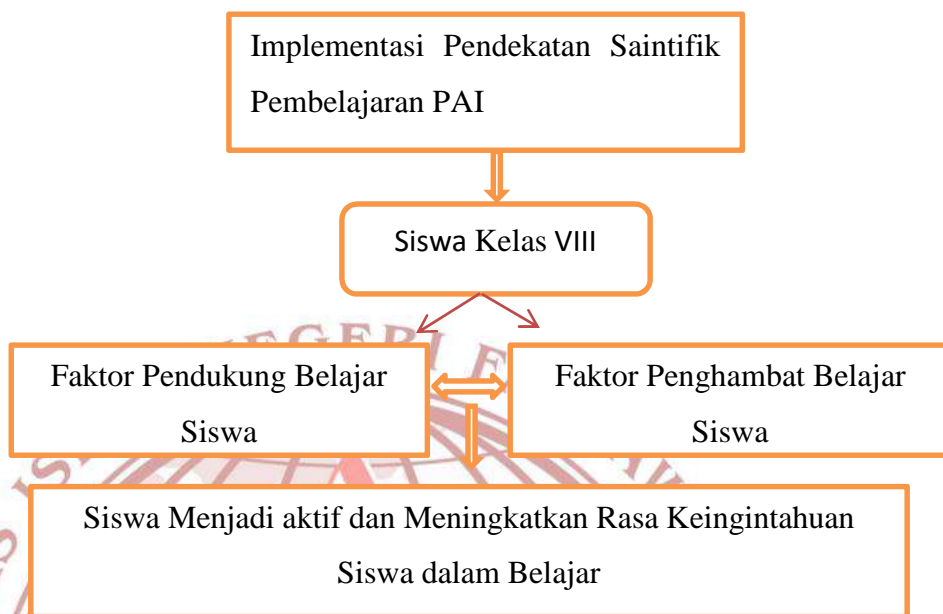 Implementasi Pendekatan Saintifik
Pembelajaran PAI
Siswa Kelas VIII
Faktor Pendukung Belajar
Siswa
Faktor Penghambat Belajar
Siswa
Siswa Menjadi aktif dan Meningkatkan Rasa Keingintahuan
Siswa dalam Belajar